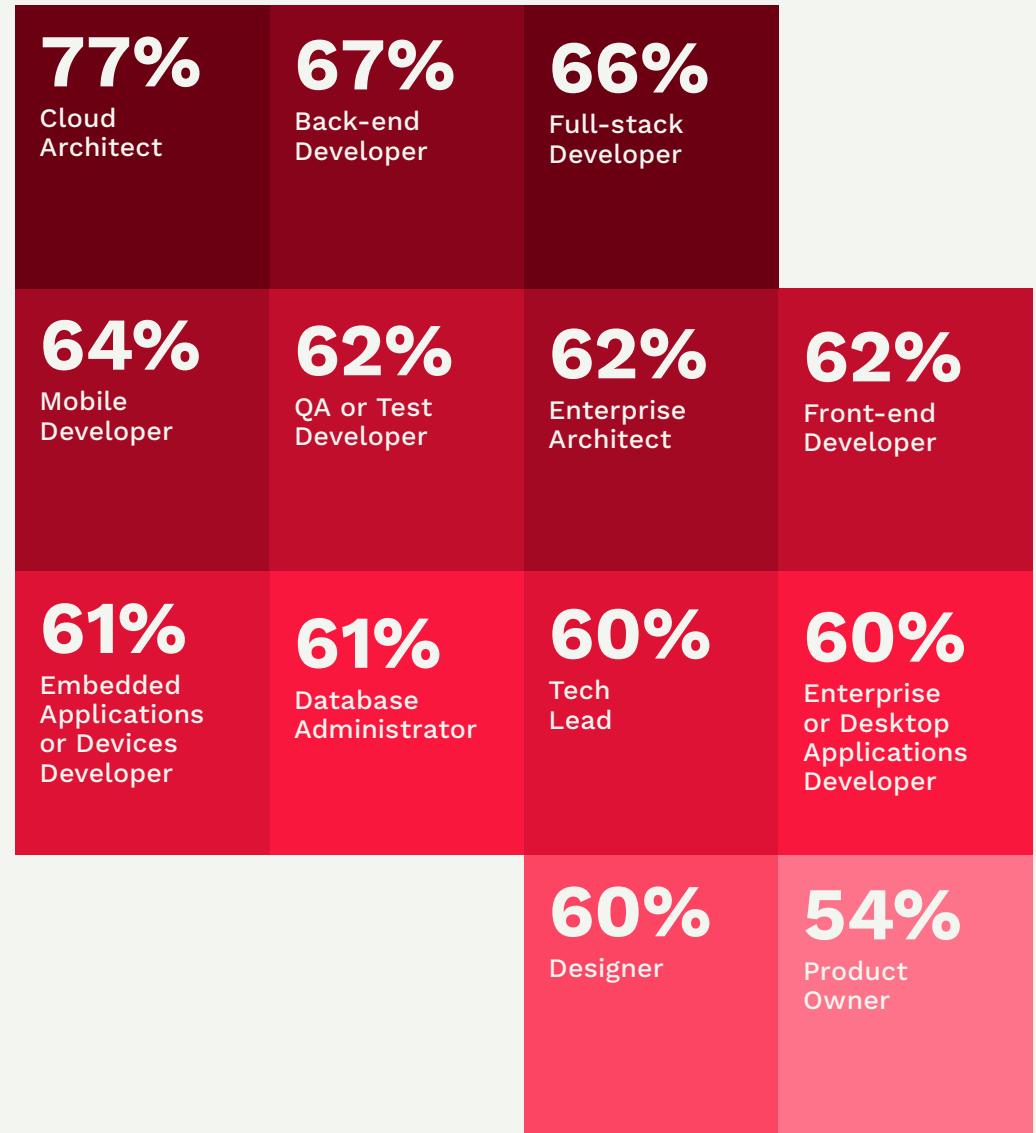 77%
Cloud
Architect
67%
Back-end
Developer
66%
Full-stack
Developer
64%
Mobile
Developer
62%
QA or Test
Developer
62%
Enterprise
Architect
62%
Front-end
Developer
61%
Embedded
Applications
or Devices
Developer
61%
Database
Administrator
60%
Tech
Lead
60%
Enterprise
or Desktop
Applications
Developer
60%
Designer
54%
Product
Owner